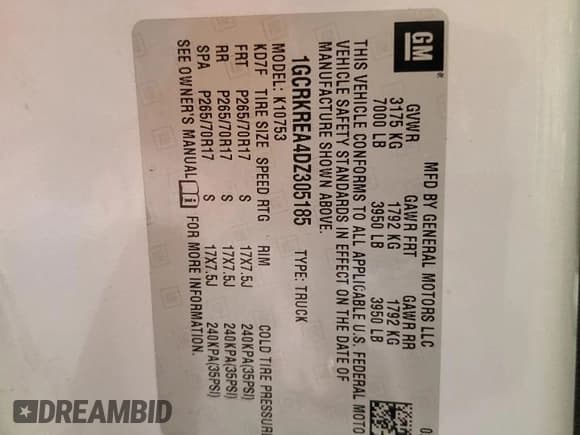 GM
MFD BY GENERAL MOTORS LLC
GVWR GAWR FRT GAWR RR
3175 KG 1792 KG 1792 KG
7000 LB 3950 LB 3950 LB
THIS VEHICLE CONFORMS TO ALL APPLICABLE U.S. FEDERAL MOTO
VEHICLE SAFETY STANDARDS IN EFFECT ON THE DATE OF
MANUFACTURE SHOWN ABOVE.
1GCRKREA4DZ305185 TYPE: TRUCK
MODEL: K10753
KD7F TIRE SIZE SPEED RTG RIM COLD TIRE PRESSUR
FRT P265/70R17 S 17X7.5J 240KPA(35PSI)
RR P265/70R17 S 17X7.5J 240KPA(35PSI)
SPA P265/70R17 S 17X7.5J 240KPA(35PSI)
SEE OWNER'S MANUAL FOR MORE INFORMATION.
DREAMBID